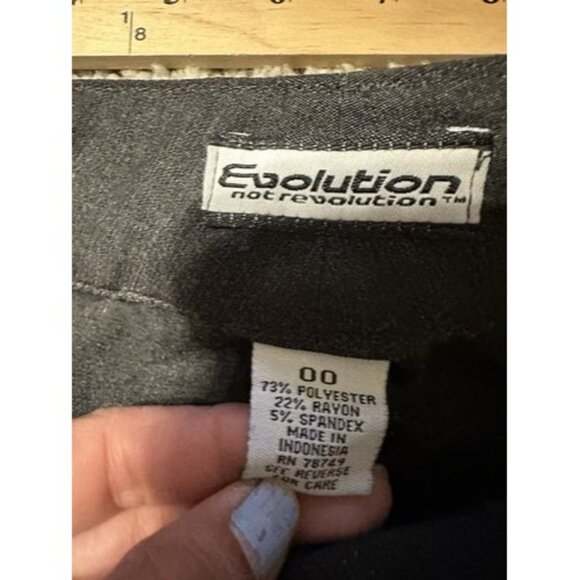 1
8
Evolution
not revolution™
00
73% POLYESTER
22% RAYON
5% SPANDEX
MADE IN
INDONESIA
RN 78749
SEE REVERSE
FOR CARE